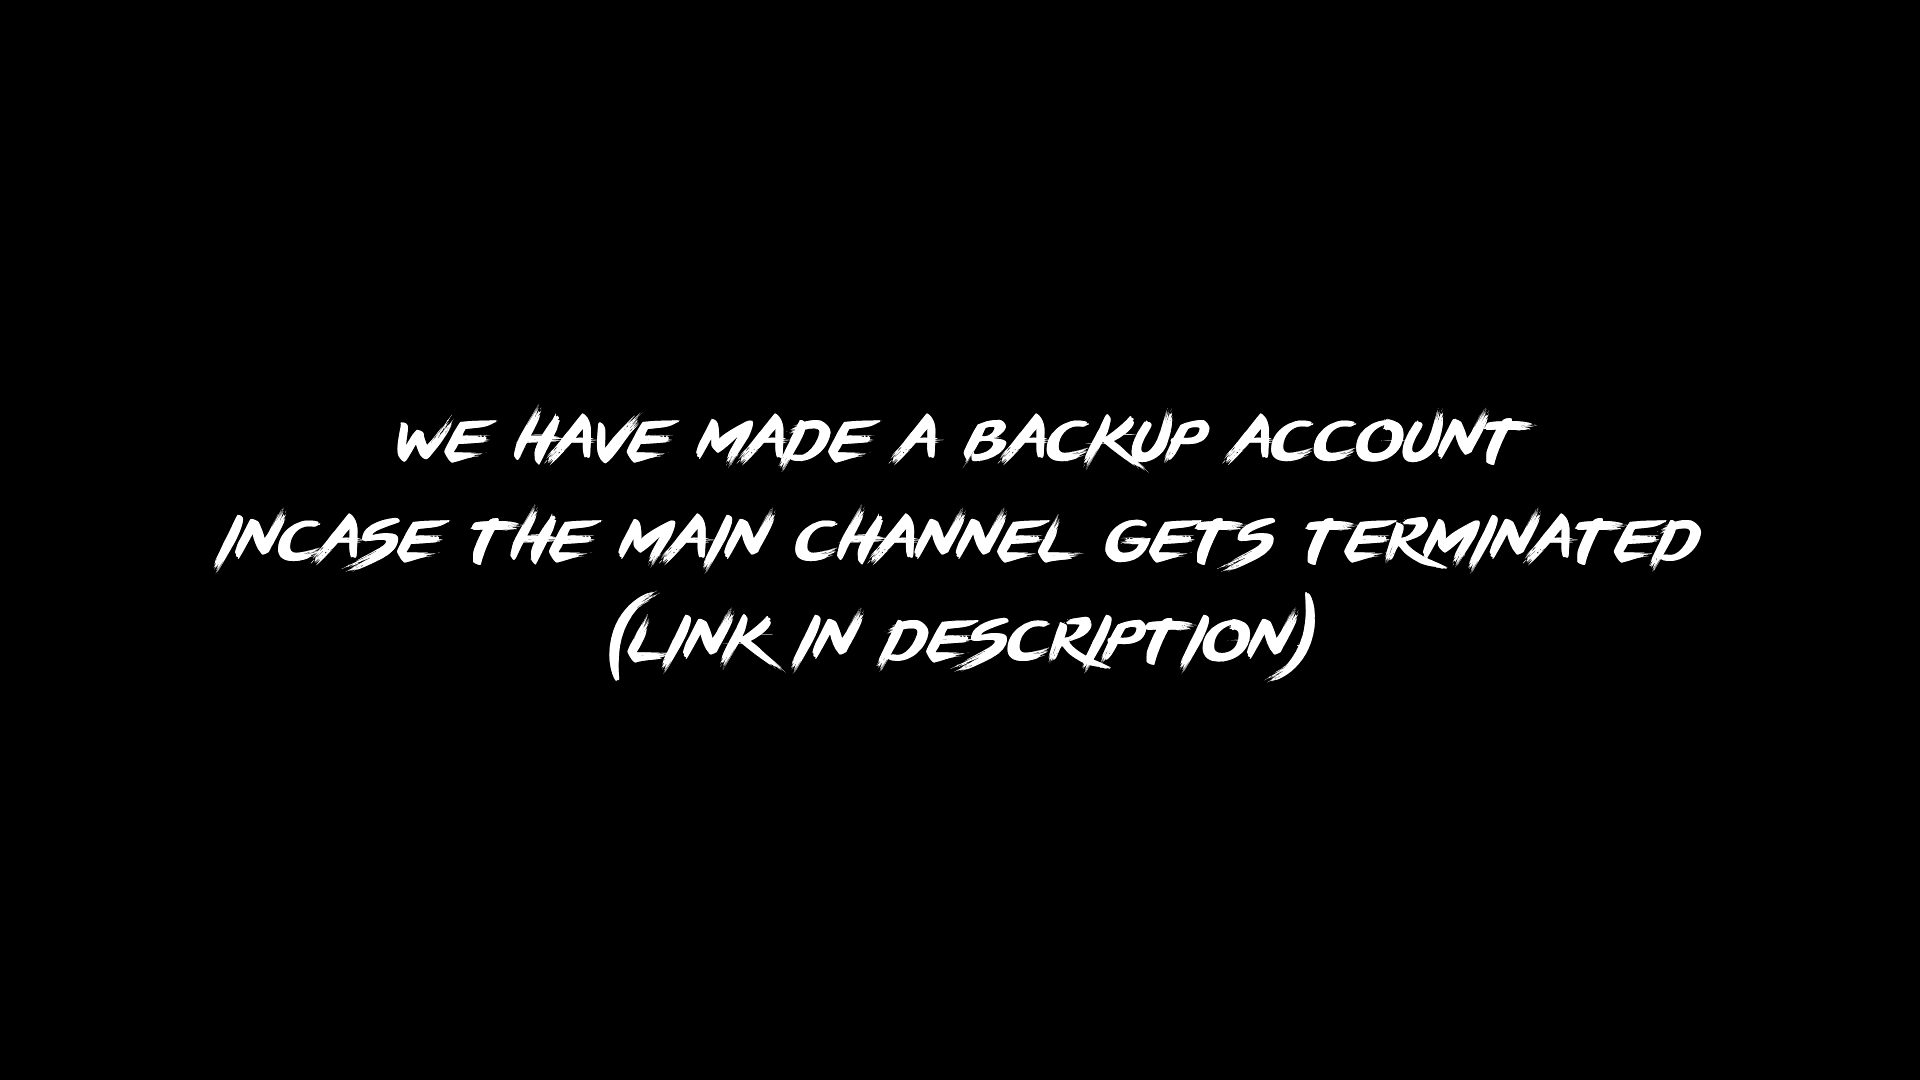 WE HAVE MADE A BACKUP ACCOUNT
INCASE THE MAIN CHANNEL GETS TERMINATED
(LINK IN DESCRIPTION)